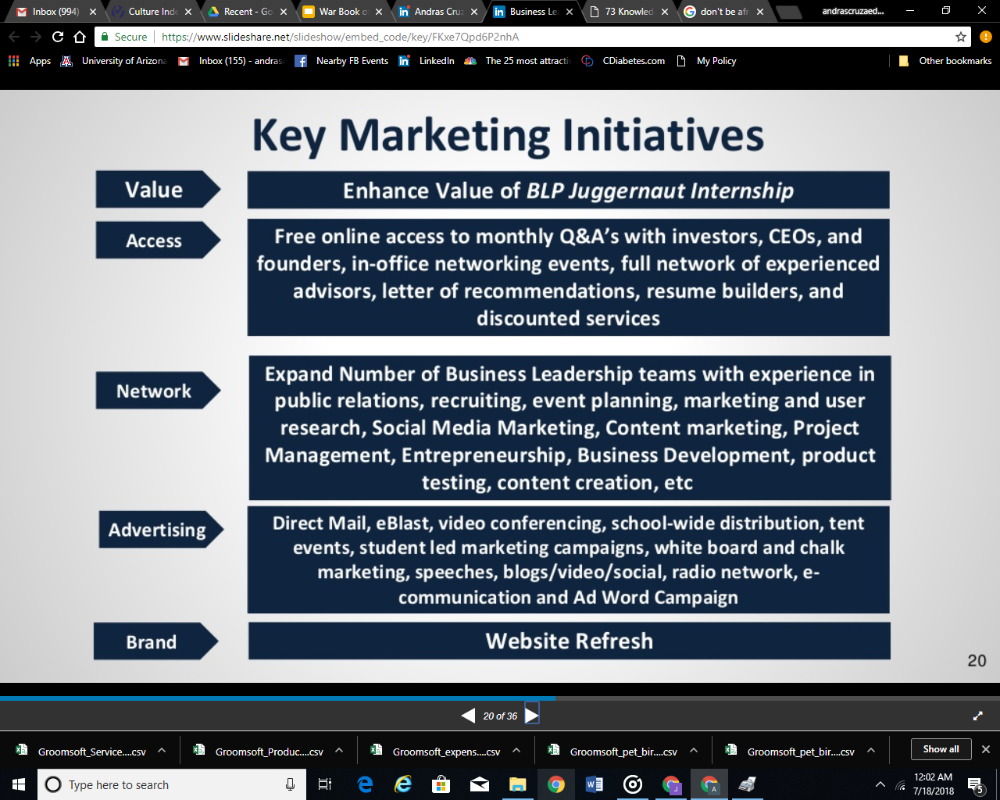 Inbox (994)
Culture Inde
Recent - Go
War Book o
Andras Cruz
Business Le
73 Knowled
don't be afr
andrascruzaed...
Secure
https://www.slideshare.net/slideshow/embed_code/key/FKxe7Qpd6P2nhA
Apps
University of Arizona
Inbox (155) - andras
Nearby FB Events
LinkedIn
The 25 most attracti
CDiabetes.com
My Policy
Other bookmarks
Key Marketing Initiatives
Value
Enhance Value of BLP Juggernaut Internship
Access
Free online access to monthly Q&A's with investors, CEOs, and
founders, in-office networking events, full network of experienced
advisors, letter of recommendations, resume builders, and
discounted services
Network
Expand Number of Business Leadership teams with experience in
public relations, recruiting, event planning, marketing and user
research, Social Media Marketing, Content marketing, Project
Management, Entrepreneurship, Business Development, product
testing, content creation, etc
Advertising
Direct Mail, eBlast, video conferencing, school-wide distribution, tent
events, student led marketing campaigns, white board and chalk
marketing, speeches, blogs/video/social, radio network, e-
communication and Ad Word Campaign
Brand
Website Refresh
20
20 of 36
Groomsoft_Service....csv
Groomsoft_Produc....csv
Groomsoft_expens....csv
Groomsoft_pet_bir....csv
Groomsoft_pet_bir....csv
Show all
Type here to search
12:02 AM
7/18/2018
5